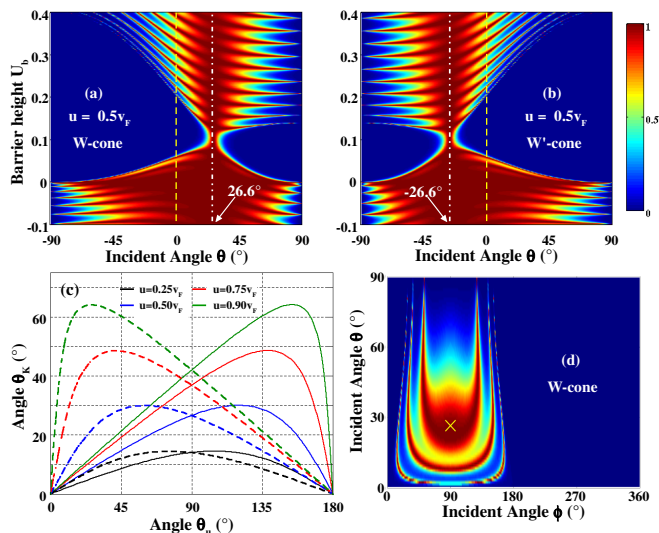 0.4
0.3
0.2
0.1
0
-0.1
Barrier height U_b
(a)
u = 0.5v_F
W-cone
26.6°
-90 -45 0 45 90
Incident Angle θ (°)
0.4
0.3
0.2
0.1
0
-0.1
(b)
u = 0.5v_F
W'-cone
-26.6°
-90 -45 0 45 90
Incident Angle θ (°)
1
0.5
0
(c)
u=0.25v_F
u=0.50v_F
u=0.75v_F
u=0.90v_F
60
40
20
0
Angle θ_K (°)
0 45 90 135 180
Angle θ_u (°)
90
60
30
0
Incident Angle θ (°)
(d)
W-cone
0 90 180 270 360
Incident Angle ϕ (°)